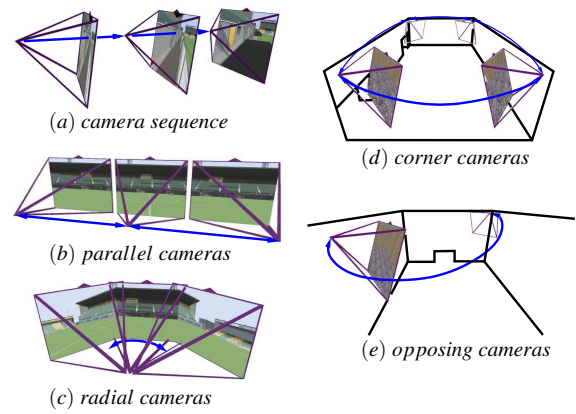 (a) camera sequence
(b) parallel cameras
(c) radial cameras
(d) corner cameras
(e) opposing cameras